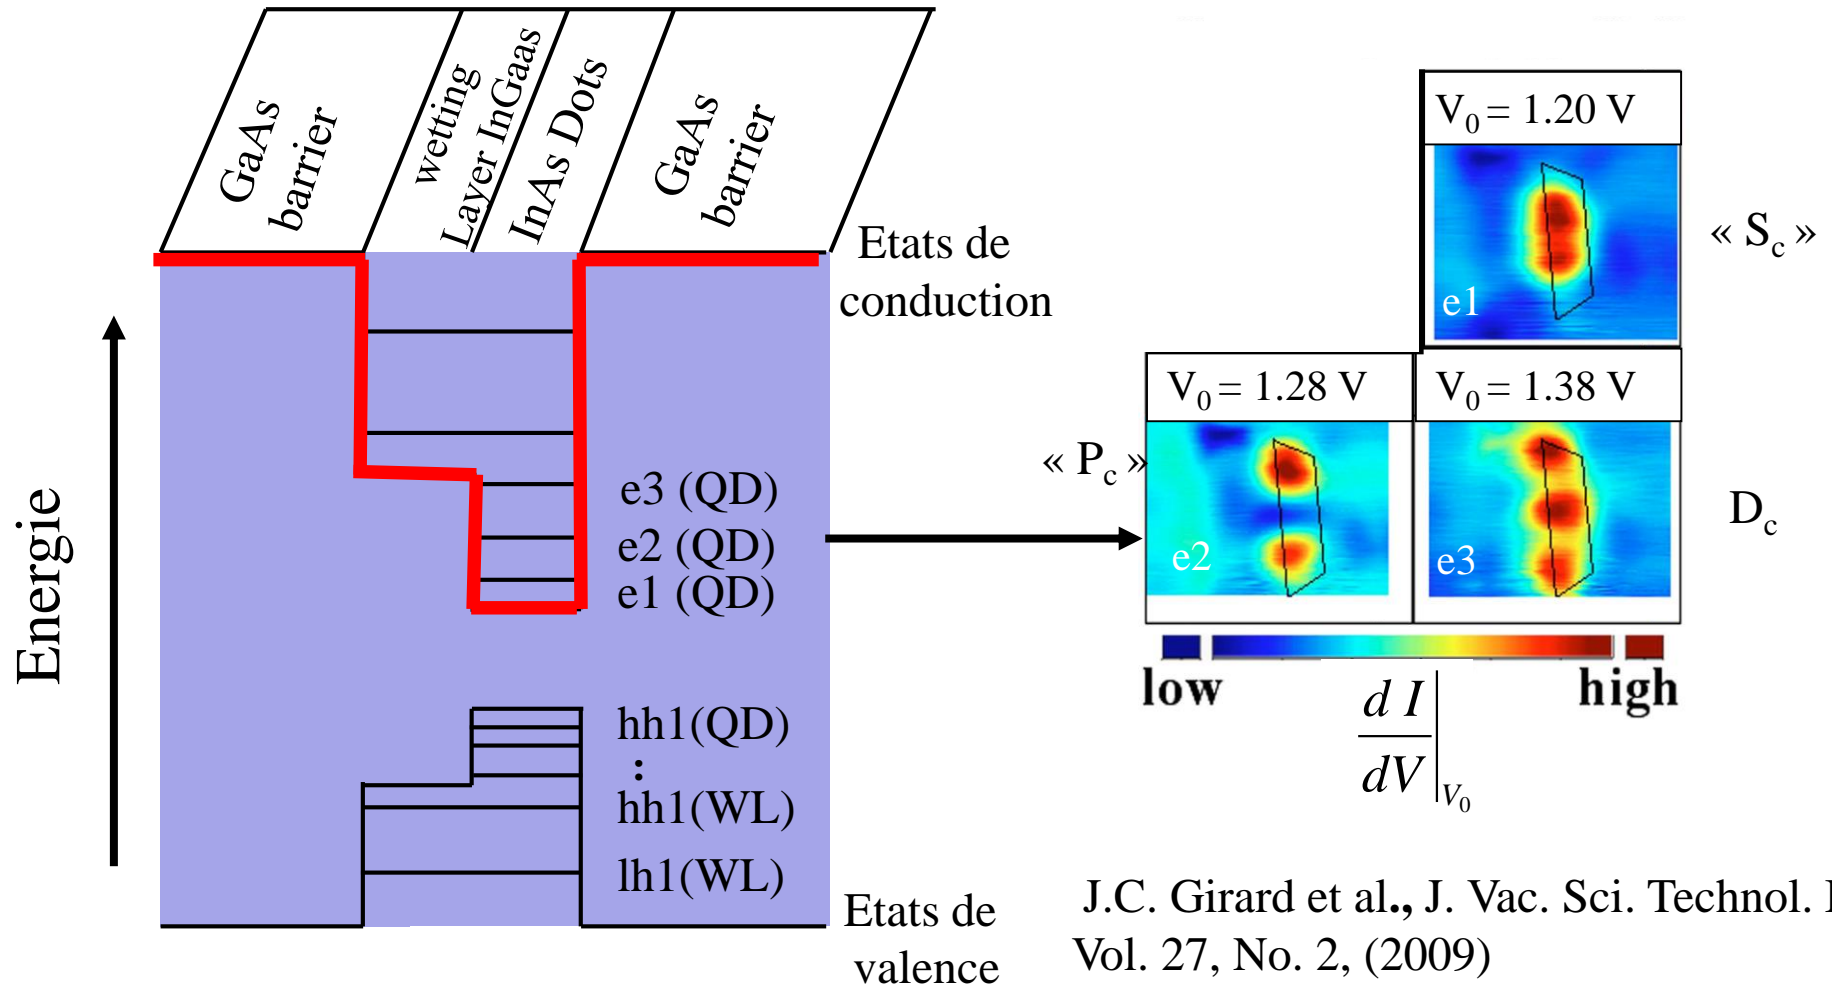 GaAs
barrier
wetting
Layer InGaas
InAs Dots
GaAs
barrier
Etats de
conduction
Energie
e3 (QD)
e2 (QD)
e1 (QD)
hh1(QD)
:
hh1(WL)
lh1(WL)
Etats de
valence
V0 = 1.20 V
e1
« Sc »
V0 = 1.28 V
V0 = 1.38 V
« Pc »
e2
e3
Dc
low
high
d I
dV
V0
J.C. Girard et al., J. Vac. Sci. Technol.
Vol. 27, No. 2, (2009)